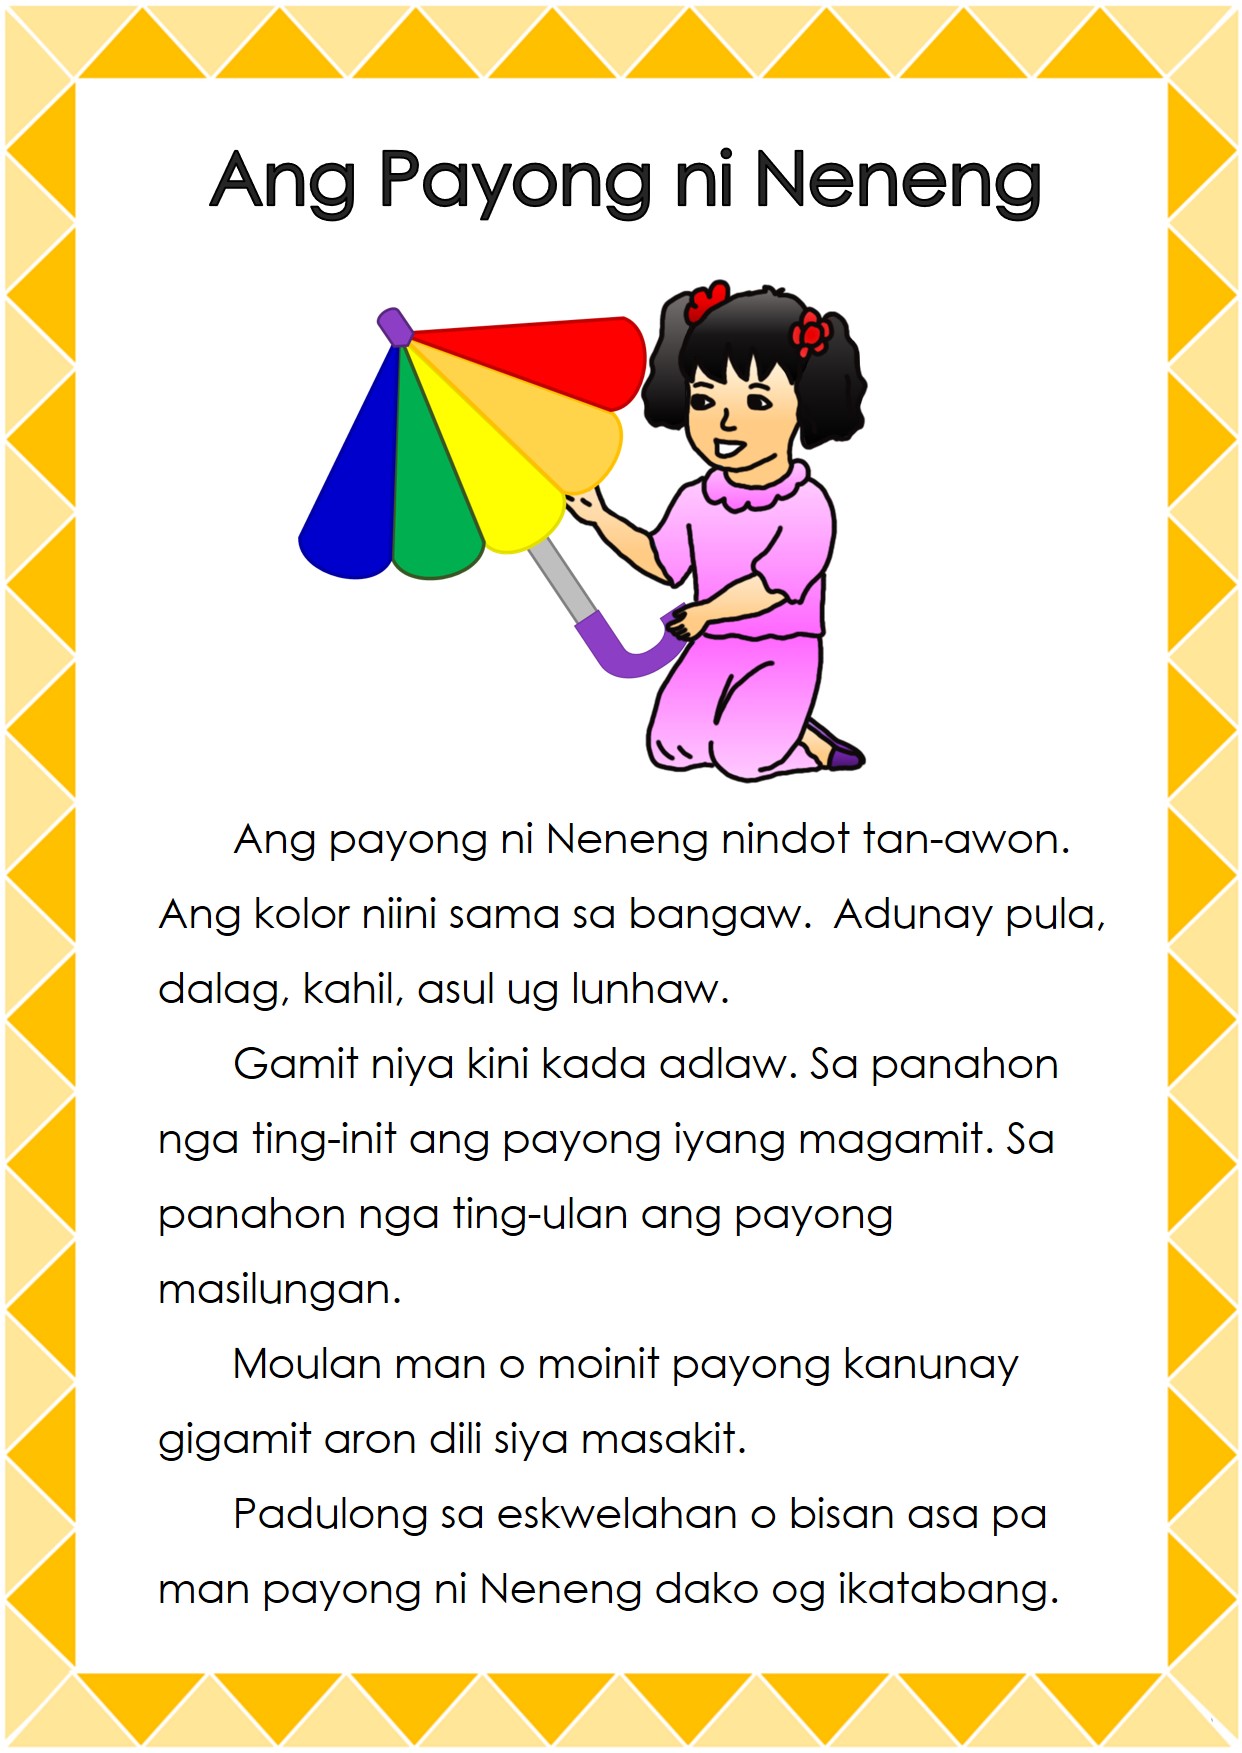 Ang Payong ni Neneng
Ang payong ni Neneng nindot tan-awon.
Ang kolor niini sama sa bangaw. Adunay pula,
dalag, kahil, asul ug lunhaw.
Gamit niya kini kada adlaw. Sa panahon
nga ting-init ang payong iyang magamit. Sa
panahon nga ting-ulan ang payong
masilungan.
Moulan man o moinit payong kanunay
gigamit aron dili siya masakit.
Padulong sa eskwelahan o bisan asa pa
man payong ni Neneng dako og ikatabang.